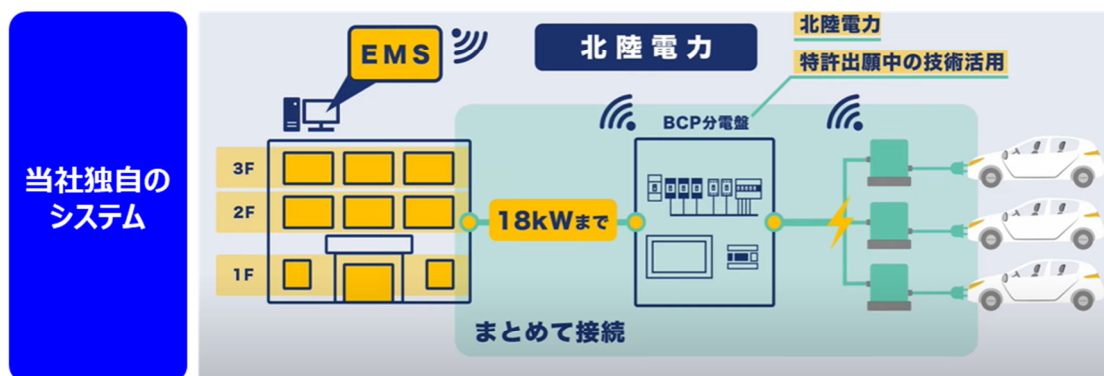 当社独自の
システム
EMS
北陸電力
北陸電力
特許出願中の技術活用
BCP分電盤
3F
2F
18kWまで
1F
まとめて接続